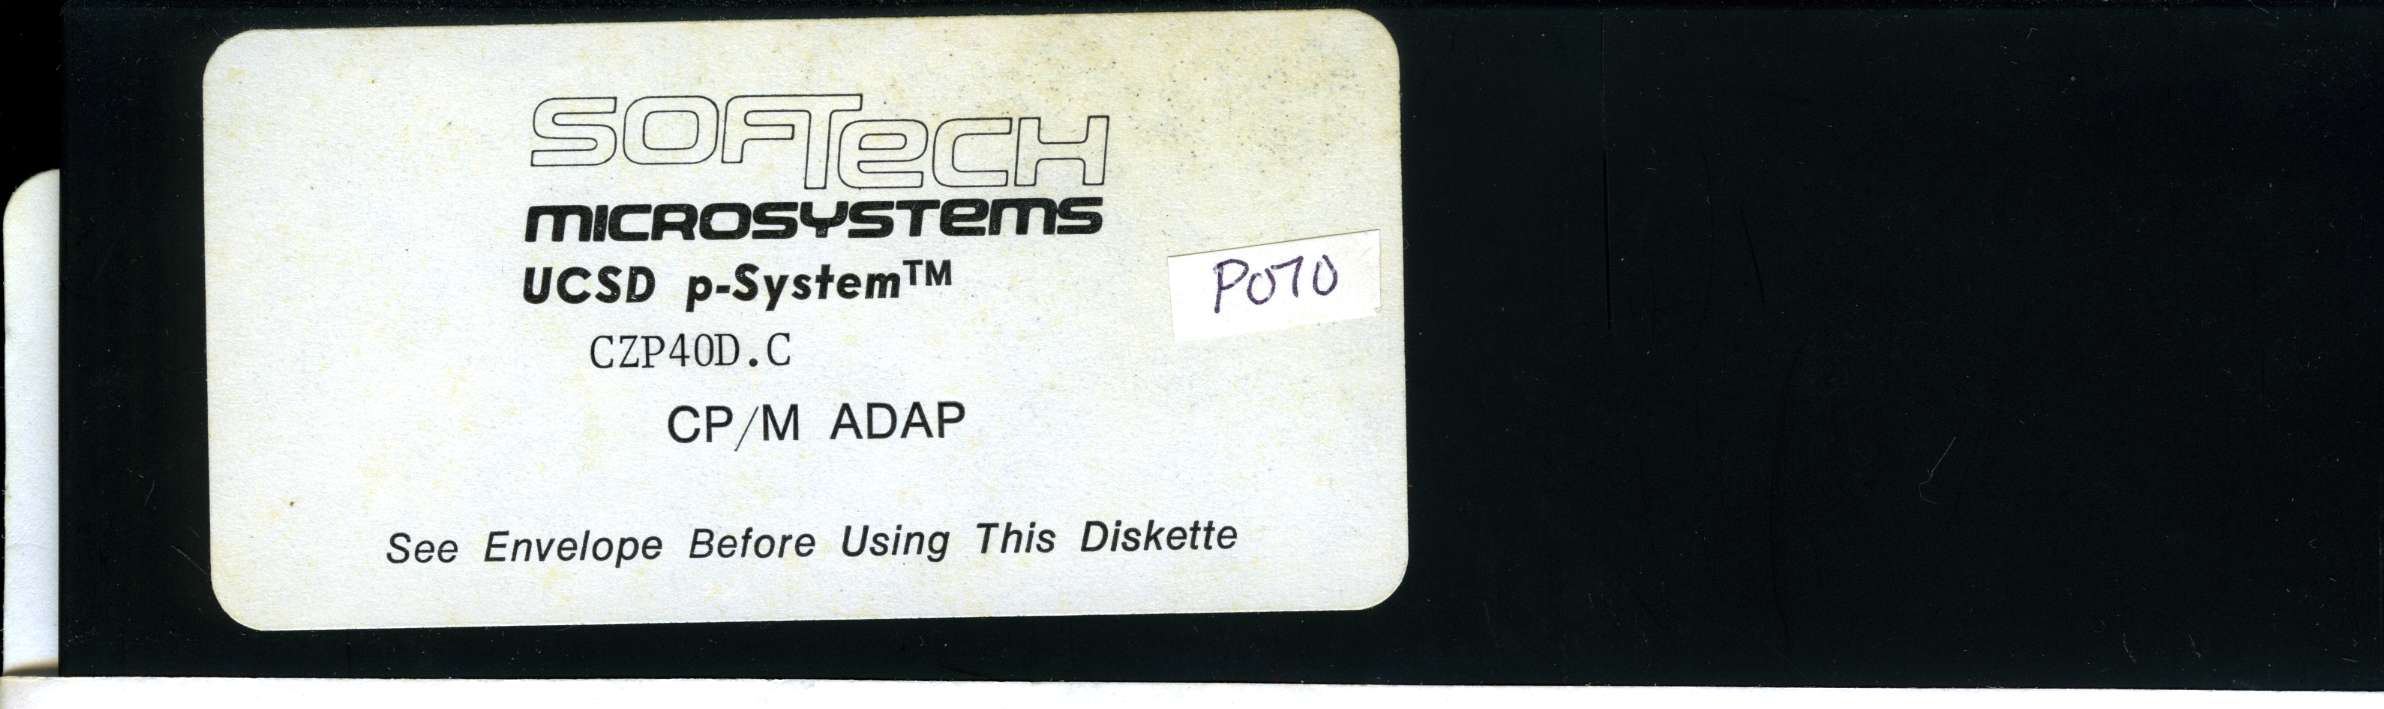 SOFTECH
MICROSYSTEMS
UCSD p-System™
P070
CZP40D.C
CP/M ADAP
See Envelope Before Using This Diskette